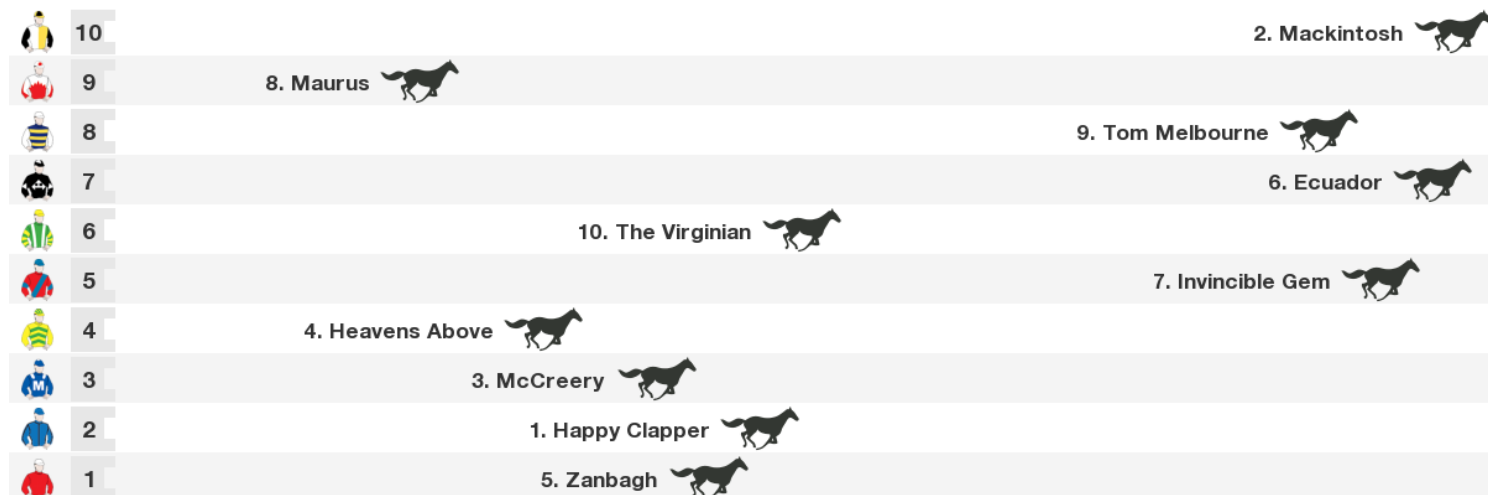 10 2. Mackintosh
9 8. Maurus
8 9. Tom Melbourne
7 6. Ecuador
6 10. The Virginian
5 7. Invincible Gem
4 4. Heavens Above
3 3. McCreery
M
2 1. Happy Clapper
1 5. Zanbagh